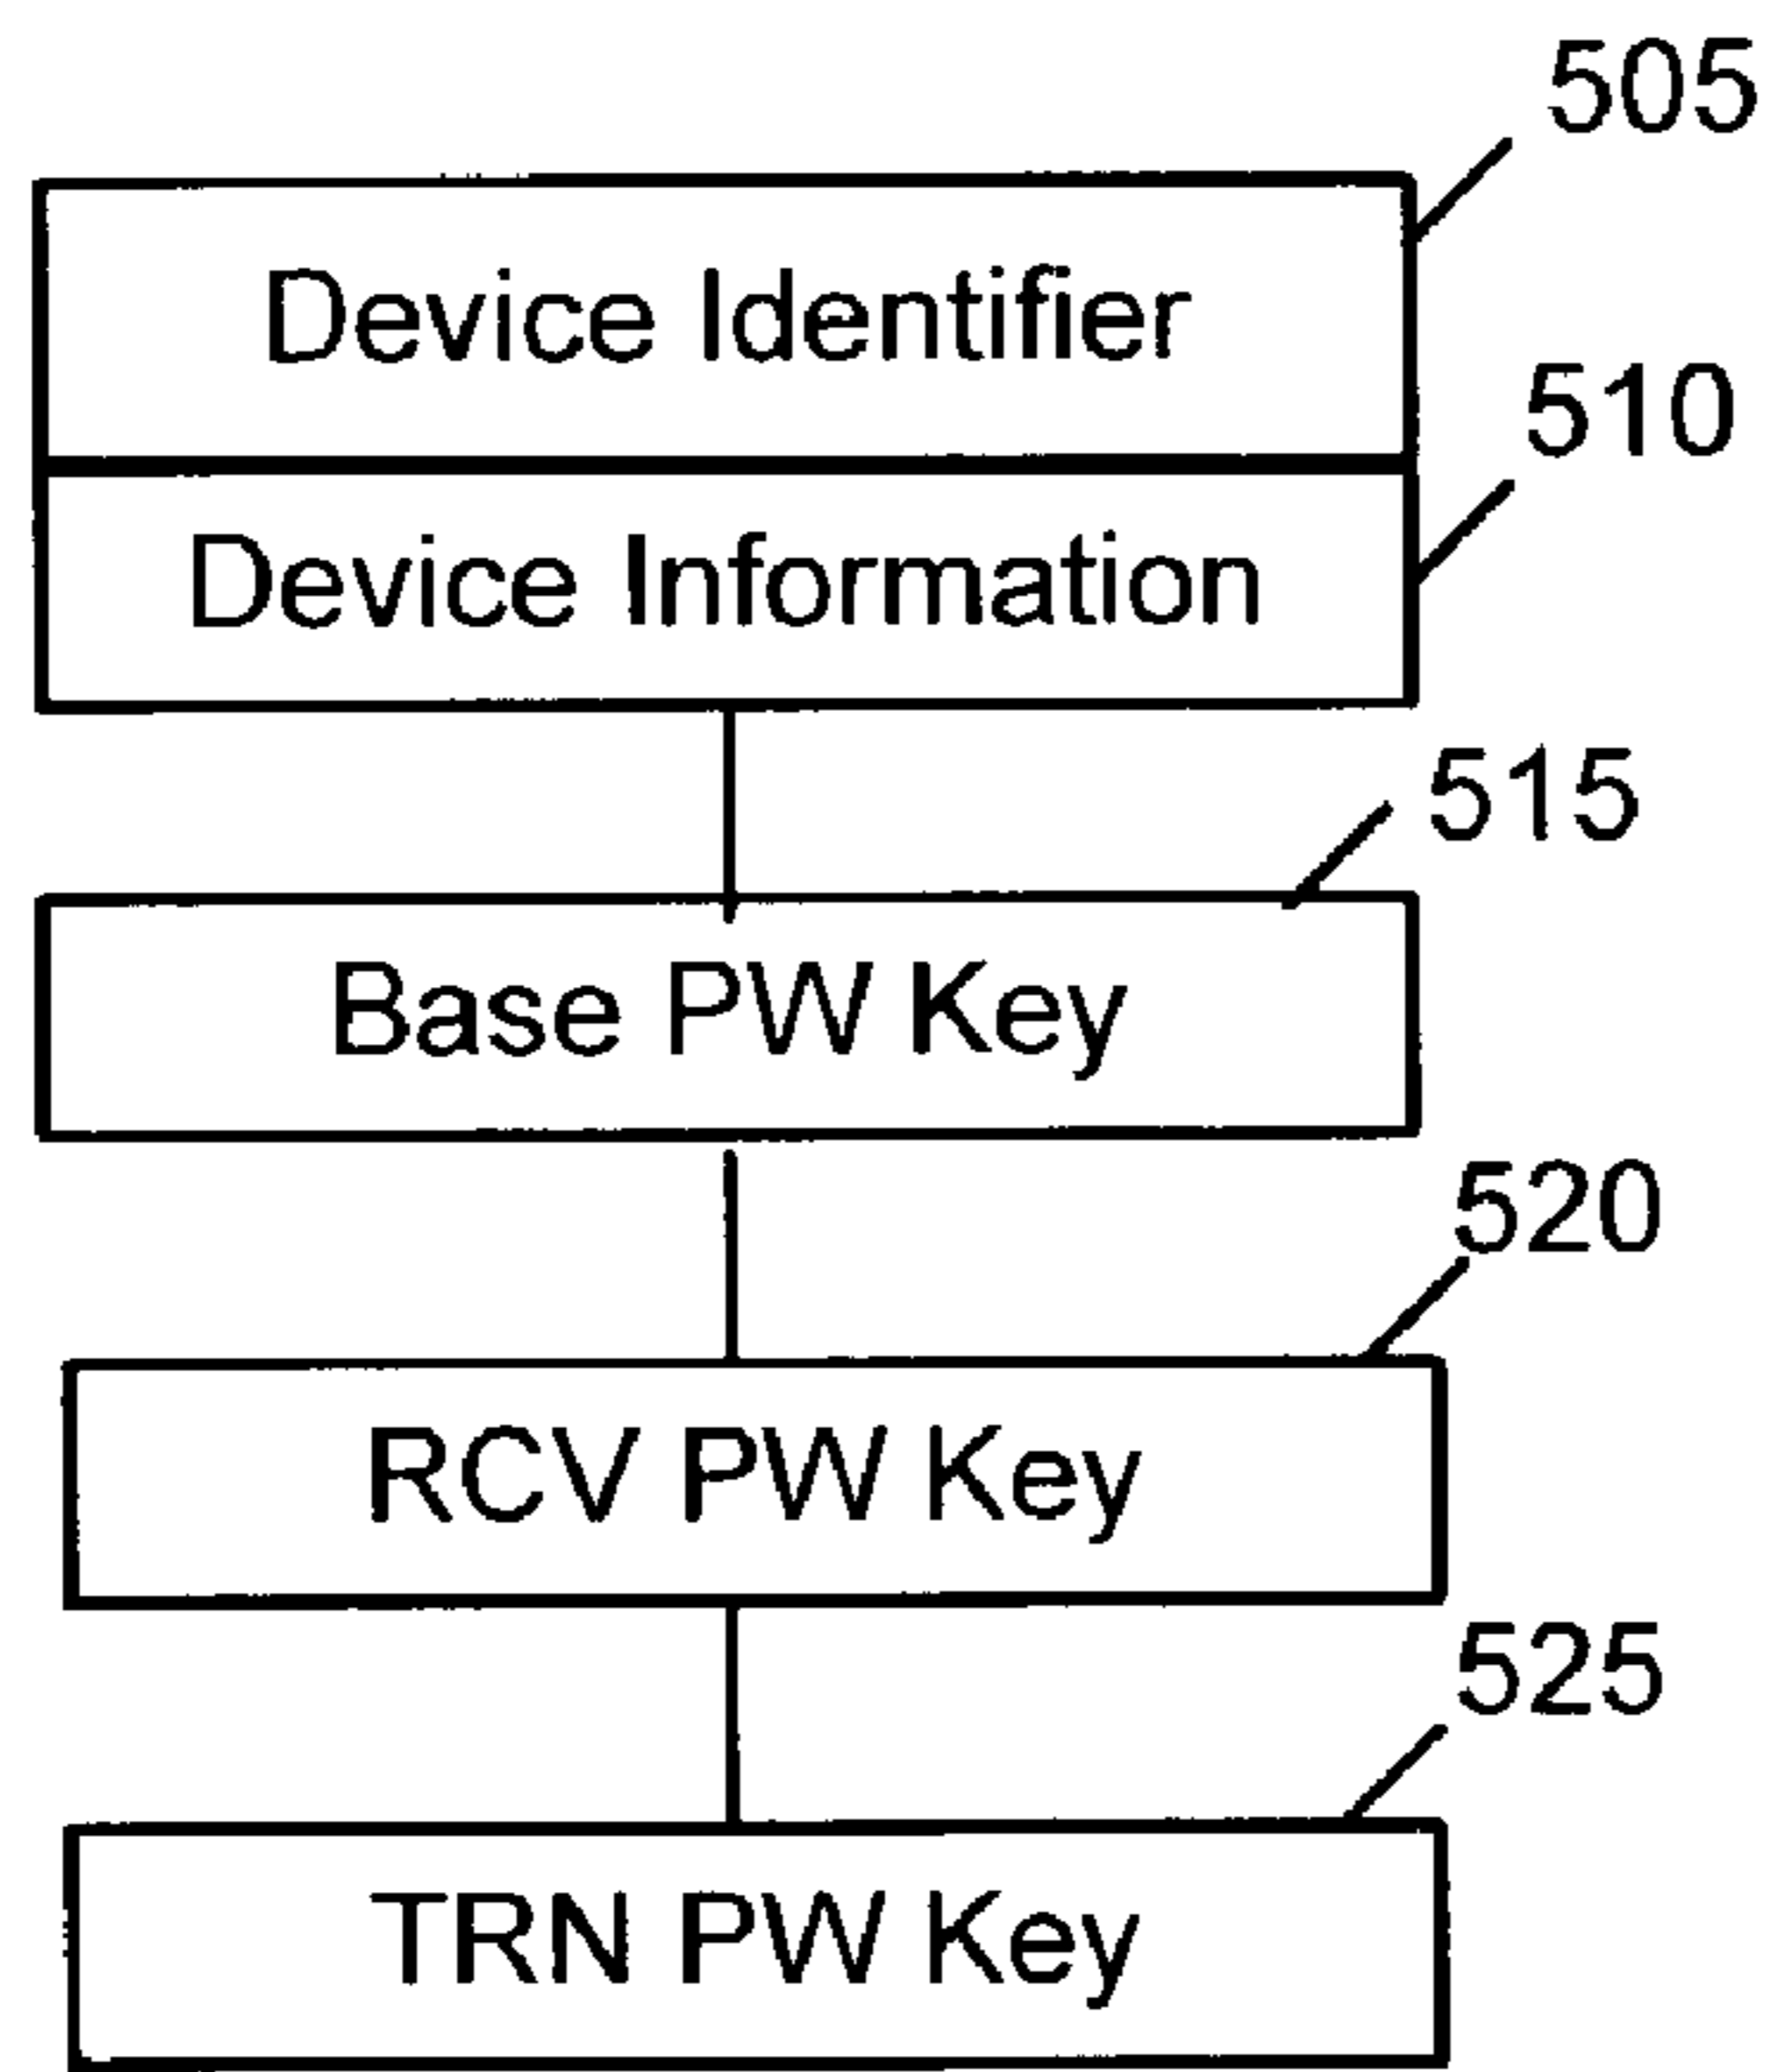 505
Device Identifier
510
Device Information
515
Base PW Key
520
RCV PW Key
525
TRN PW Key